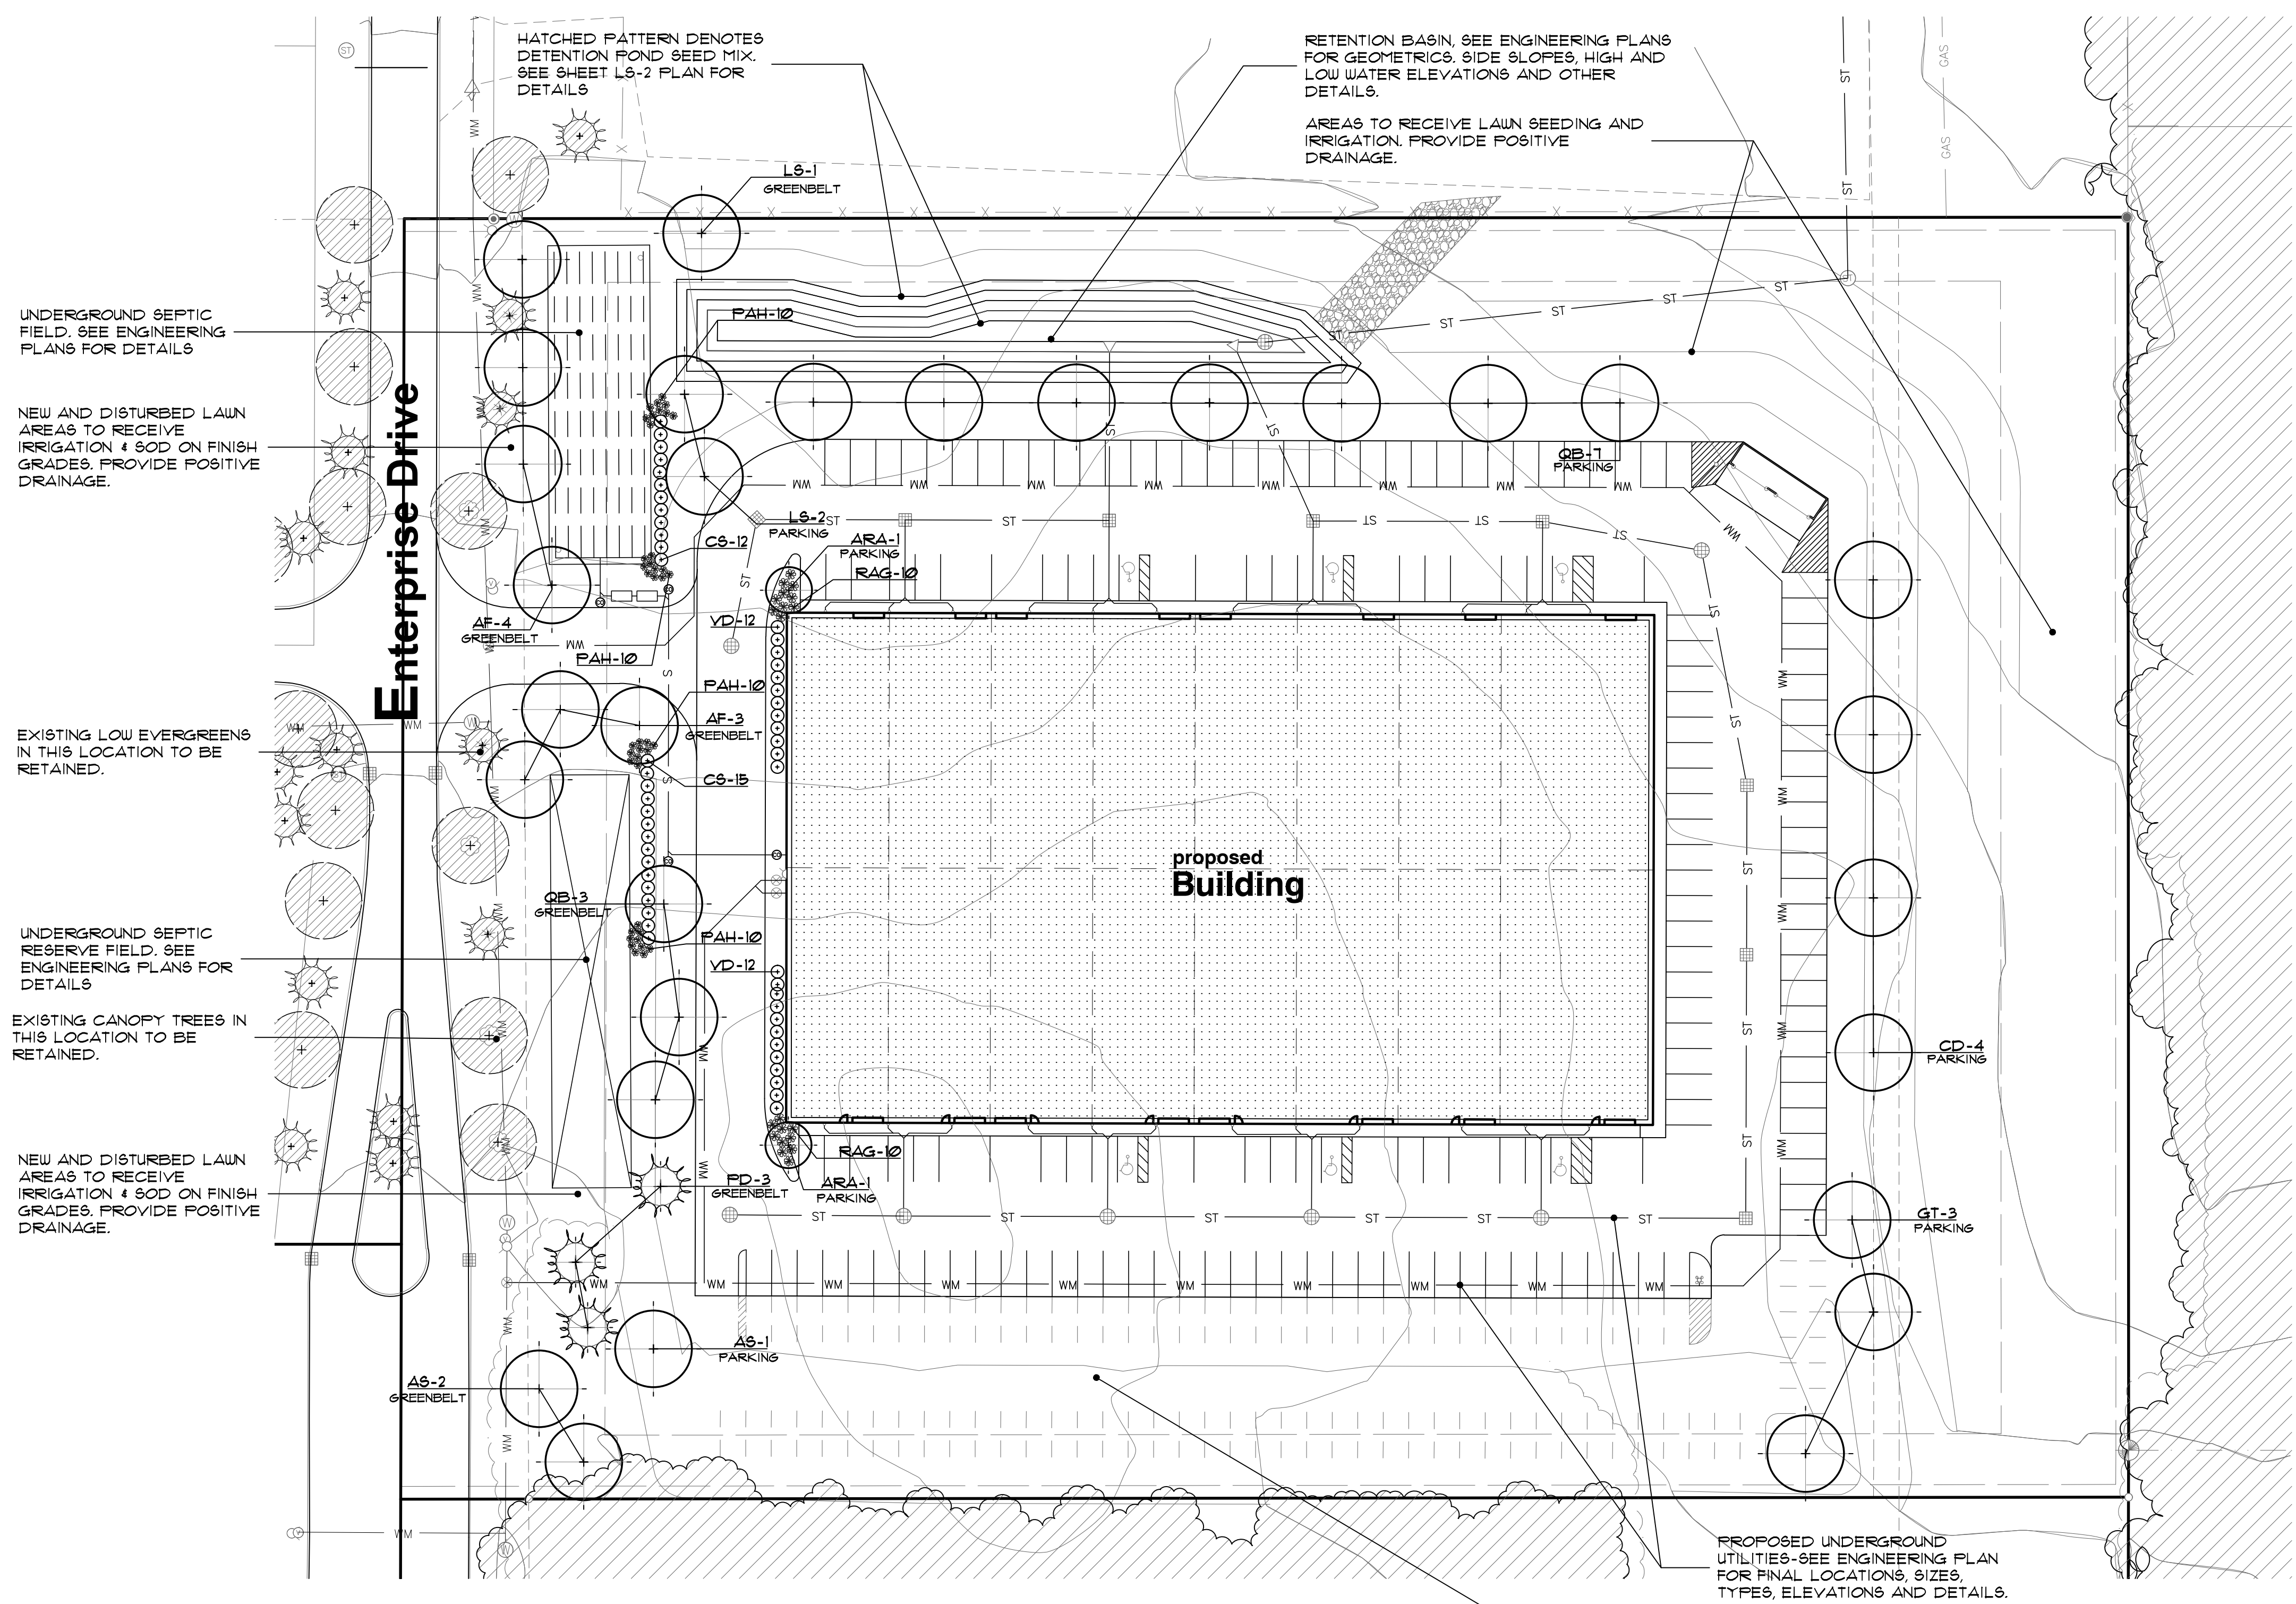 HATCHED PATTERN DENOTES
DETENTION POND SEED MIX.
SEE SHEET LS-2 PLAN FOR
DETAILS
RETENTION BASIN, SEE ENGINEERING PLANS
FOR GEOMETRICS. SIDE SLOPES, HIGH AND
LOW WATER ELEVATIONS AND OTHER
DETAILS.
AREAS TO RECEIVE LAWN SEEDING AND
IRRIGATION. PROVIDE POSITIVE
DRAINAGE.
LS-1
GREENBELT
UNDERGROUND SEPTIC
FIELD. SEE ENGINEERING
PLANS FOR DETAILS
PAH-10
NEW AND DISTURBED LAWN
AREAS TO RECEIVE
IRRIGATION & SOD ON FINISH
GRADES. PROVIDE POSITIVE
DRAINAGE.
Enterprise Drive
QB-7
PARKING
LS-2
PARKING
CS-12
ARA-1
PARKING
RAG-10
VD-12
AF-4
GREENBELT
PAH-10
PAH-10
AF-3
GREENBELT
EXISTING LOW EVERGREENS
IN THIS LOCATION TO BE
RETAINED.
CS-15
proposed
Building
QB-3
GREENBELT
PAH-10
VD-12
UNDERGROUND SEPTIC
RESERVE FIELD. SEE
ENGINEERING PLANS FOR
DETAILS
EXISTING CANOPY TREES IN
THIS LOCATION TO BE
RETAINED.
CD-4
PARKING
RAG-10
NEW AND DISTURBED LAWN
AREAS TO RECEIVE
IRRIGATION & SOD ON FINISH
GRADES. PROVIDE POSITIVE
DRAINAGE.
PD-3
GREENBELT
ARA-1
PARKING
GT-3
PARKING
AS-1
PARKING
AS-2
GREENBELT
PROPOSED UNDERGROUND
UTILITIES-SEE ENGINEERING PLAN
FOR FINAL LOCATIONS, SIZES,
TYPES, ELEVATIONS AND DETAILS.
ST
WM
GAS
S
W